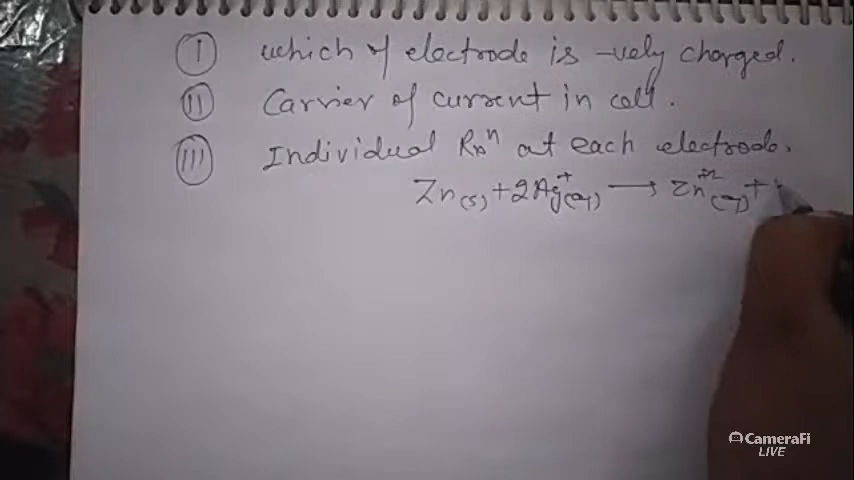 I which of electrode is -vely charged.
II Carrier of current in cell.
III Individual Rxn at each electrode.
Zn(s) + 2Ag+(aq) → Zn+2(aq) +
CameraFi
LIVE